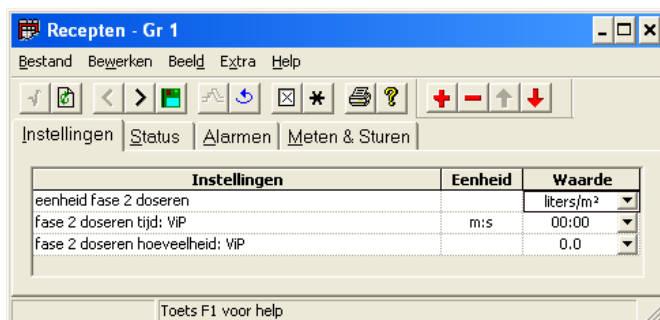 Recepten - Gr 1
Bestand Bewerken Beeld Extra Help
Instellingen Status Alarmen Meten & Sturen
Instellingen Eenheid Waarde
eenheid fase 2 doseren liters/m²
fase 2 doseren tijd: ViP m:s 00:00
fase 2 doseren hoeveelheid: ViP 0.0
Toets F1 voor help